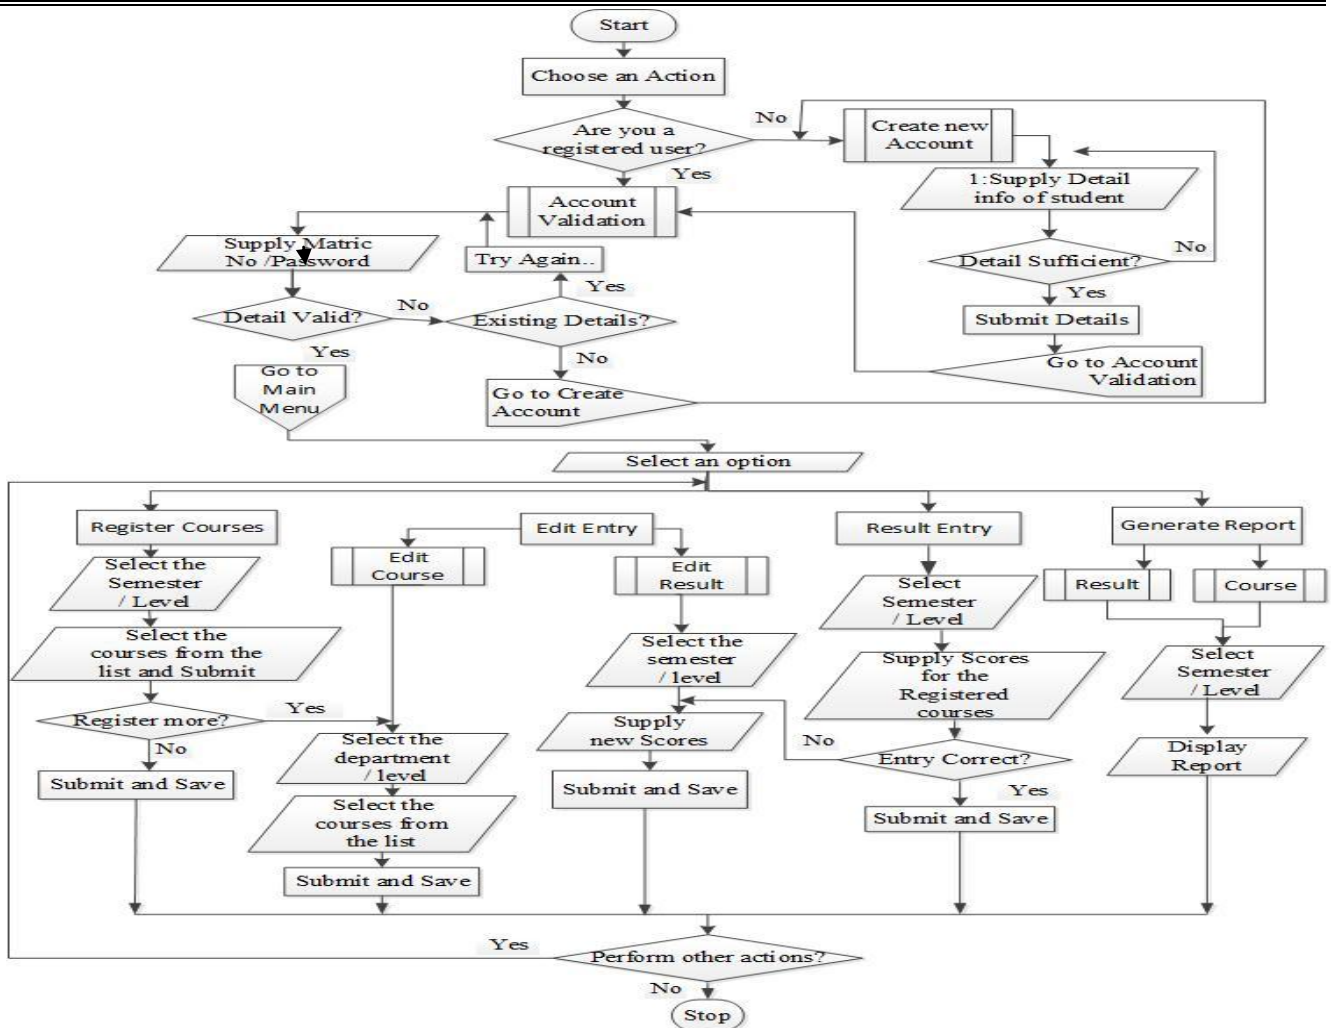 Start
Choose an Action
Are you a
registered user?
No
Yes
Create new
Account
1:Supply Detail
info of student
Detail Sufficient?
No
Yes
Submit Details
Go to Account
Validation
Account
Validation
Supply Matric
No /Password
Try Again..
Yes
Detail Valid?
No
Existing Details?
Yes
No
Go to
Main
Menu
Go to Create
Account
Select an option
Register Courses
Select the
Semester
/ Level
Select the
courses from the
list and Submit
Register more?
Yes
No
Submit and Save
Edit Entry
Edit
Course
Select the
department
/ level
Select the
courses from
the list
Submit and Save
Edit
Result
Select the
semester
/ level
Supply
new Scores
Submit and Save
Result Entry
Select
Semester
/ Level
Supply Scores
for the
Registered
courses
No
Entry Correct?
Yes
Submit and Save
Generate Report
Result
Course
Select
Semester
/ Level
Display
Report
Yes
Perform other actions?
No
Stop